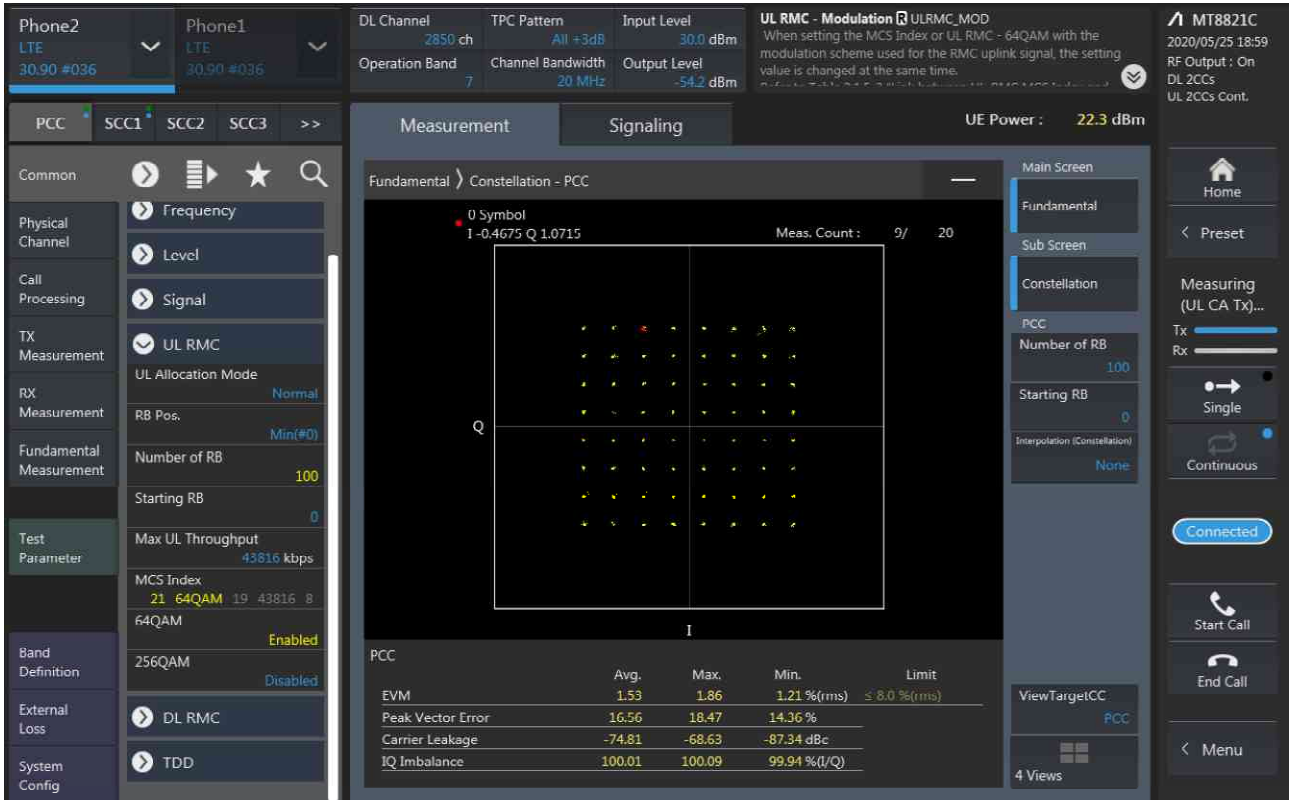 Phone2
LTE
30.90 #036
Phone1
LTE
30.90 #036
DL Channel
2850 ch
TPC Pattern
All +3dB
Input Level
30.0 dBm
Operation Band
7
Channel Bandwidth
20 MHz
Output Level
-54.2 dBm
UL RMC - Modulation R ULRMC_MOD
When setting the MCS Index or UL RMC - 64QAM with the
modulation scheme used for the RMC uplink signal, the setting
value is changed at the same time.
MT8821C
2020/05/25 18:59
RF Output : On
DL 2CCs
UL 2CCs Cont.
PCC SCC1 SCC2 SCC3 >>
Measurement
Signaling
UE Power : 22.3 dBm
Common
Physical
Channel
Call
Processing
TX
Measurement
RX
Measurement
Fundamental
Measurement
Test
Parameter
Band
Definition
External
Loss
System
Config
Frequency
Level
Signal
UL RMC
UL Allocation Mode
Normal
RB Pos.
Min(#0)
Number of RB
100
Starting RB
0
Max UL Throughput
43816 kbps
MCS Index
21 64QAM 19 43816 8
64QAM
Enabled
256QAM
Disabled
DL RMC
TDD
Fundamental 〉 Constellation - PCC
0 Symbol
I -0.4675 Q 1.0715
Meas. Count : 9/ 20
Q
I
PCC
Avg. Max. Min. Limit
EVM 1.53 1.86 1.21 %(rms) ≤ 8.0 %(rms)
Peak Vector Error 16.56 18.47 14.36 %
Carrier Leakage -74.81 -68.63 -87.34 dBc
IQ Imbalance 100.01 100.09 99.94 %(I/Q)
Main Screen
Fundamental
Sub Screen
Constellation
PCC
Number of RB
100
Starting RB
0
Interpolation (Constellation)
None
ViewTargetCC
PCC
4 Views
Home
< Preset
Measuring
(UL CA Tx)...
Tx
Rx
Single
Continuous
Connected
Start Call
End Call
< Menu